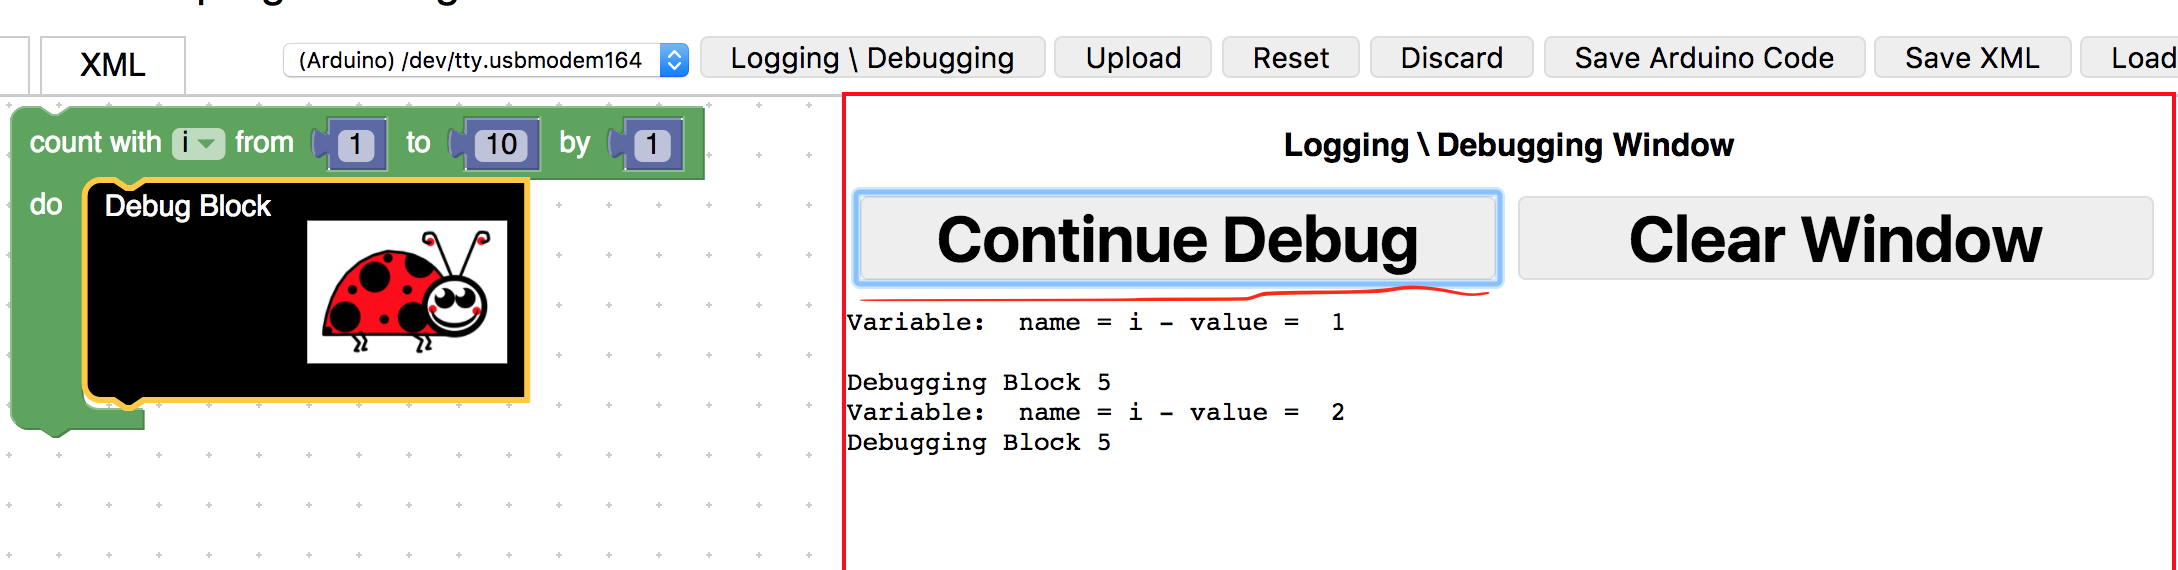 XML (Arduino) /dev/tty.usbmodem164 Logging \ Debugging Upload Reset Discard Save Arduino Code Save XML Load
count with i from 1 to 10 by 1
do Debug Block
Logging \ Debugging Window
Continue Debug Clear Window
Variable:  name = i - value =  1
Debugging Block 5
Variable:  name = i - value =  2
Debugging Block 5